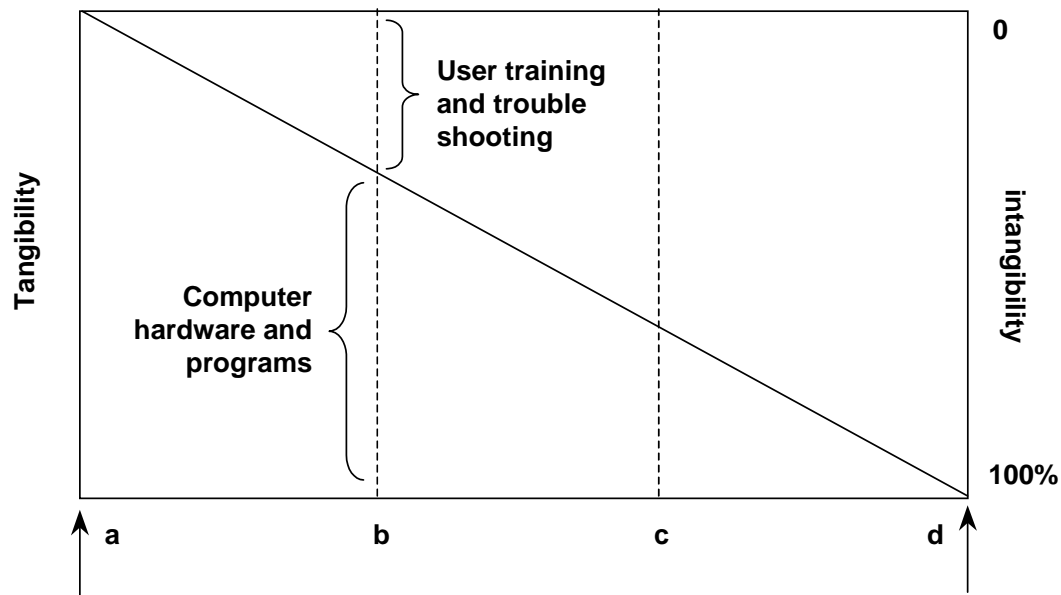 0
User training
and trouble
shooting
Tangibility
intangibility
Computer
hardware and
programs
100%
a b c d